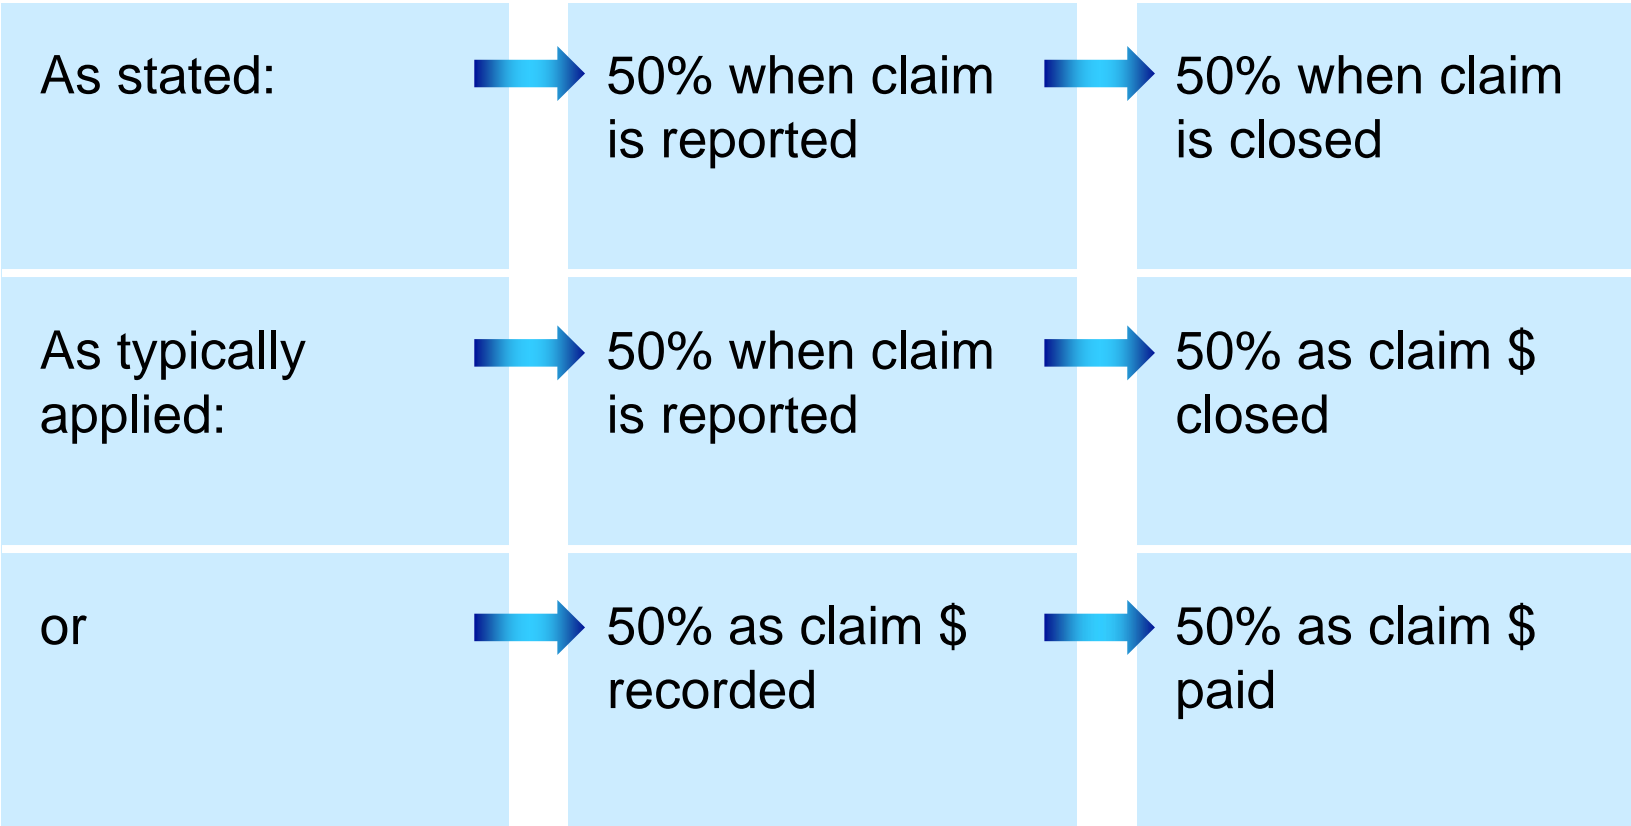 As stated:
50% when claim
is reported
50% when claim
is closed
As typically
applied:
50% when claim
is reported
50% as claim $
closed
or
50% as claim $
recorded
50% as claim $
paid